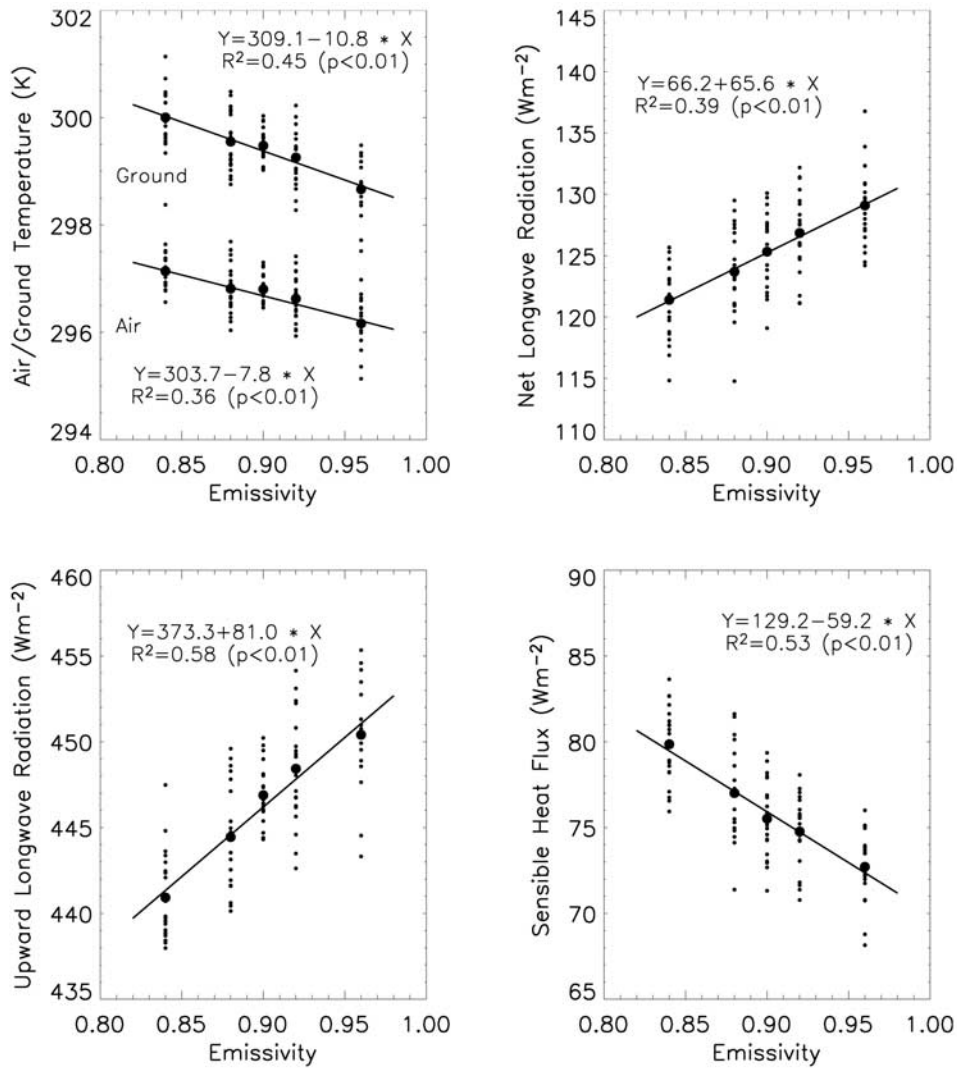 302
300
298
296
294
Air/Ground Temperature (K)
Y=309.1−10.8 * X
R²=0.45 (p<0.01)
Ground
Air
Y=303.7−7.8 * X
R²=0.36 (p<0.01)
0.80 0.85 0.90 0.95 1.00
Emissivity
145
140
135
130
125
120
115
110
Net Longwave Radiation (Wm⁻²)
Y=66.2+65.6 * X
R²=0.39 (p<0.01)
0.80 0.85 0.90 0.95 1.00
Emissivity
460
455
450
445
440
435
Upward Longwave Radiation (Wm⁻²)
Y=373.3+81.0 * X
R²=0.58 (p<0.01)
0.80 0.85 0.90 0.95 1.00
Emissivity
90
85
80
75
70
65
Sensible Heat Flux (Wm⁻²)
Y=129.2−59.2 * X
R²=0.53 (p<0.01)
0.80 0.85 0.90 0.95 1.00
Emissivity